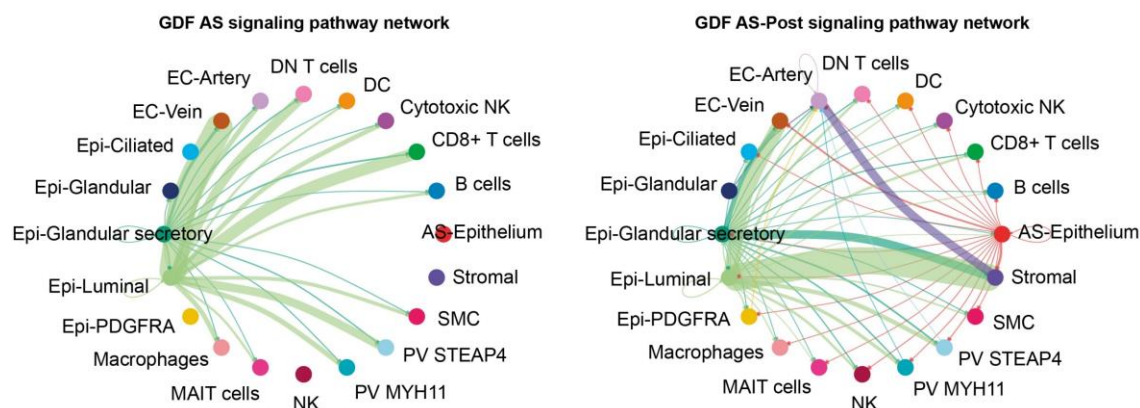 GDF AS signaling pathway network
DN T cells
EC-Artery
DC
EC-Vein
Cytotoxic NK
Epi-Ciliated
CD8+ T cells
Epi-Glandular
B cells
Epi-Glandular secretory
AS-Epithelium
Epi-Luminal
Stromal
Epi-PDGFRA
SMC
Macrophages
PV STEAP4
MAIT cells
PV MYH11
NK
GDF AS-Post signaling pathway network
DN T cells
EC-Artery
DC
EC-Vein
Cytotoxic NK
Epi-Ciliated
CD8+ T cells
Epi-Glandular
B cells
Epi-Glandular secretory
AS-Epithelium
Epi-Luminal
Stromal
Epi-PDGFRA
SMC
Macrophages
PV STEAP4
MAIT cells
PV MYH11
NK